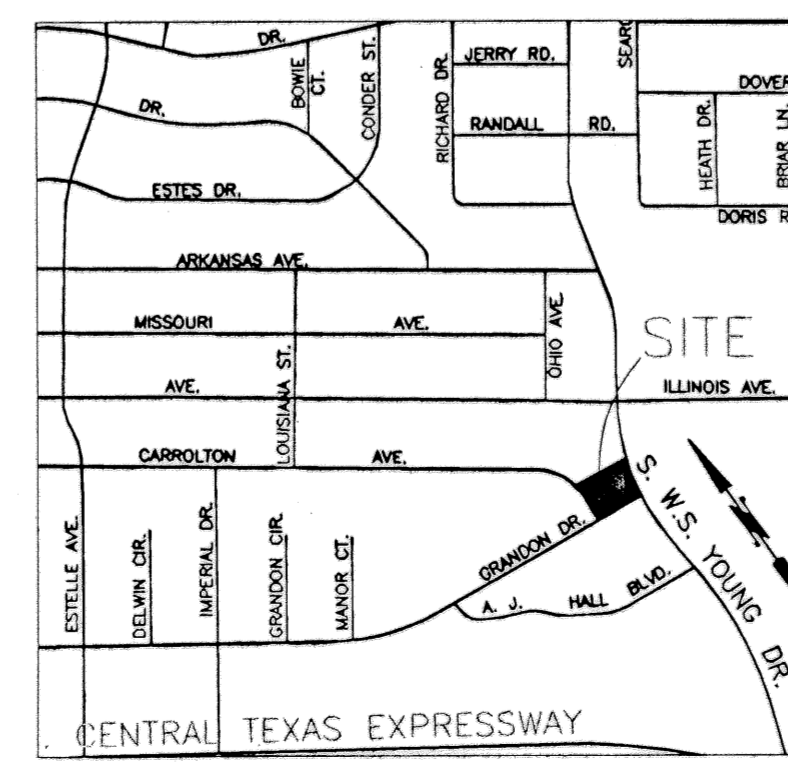 DR.
BOWIE CT.
CONDER ST.
RICHARD DR.
JERRY RD.
SEARC
DOVER
DR.
RANDALL RD.
HEATH DR.
BRIAR LN.
ESTES DR.
DORIS R
ARKANSAS AVE.
MISSOURI AVE.
OHIO AVE.
SITE
AVE.
LOUISIANA ST.
ILLINOIS AVE.
CARROLTON AVE.
S. W.S. YOUNG DR.
ESTELLE AVE.
DELWIN CIR.
IMPERIAL DR.
GRANDON CIR.
MANOR CT.
GRANDON DR.
A. J. HALL BLVD.
CENTRAL TEXAS EXPRESSWAY